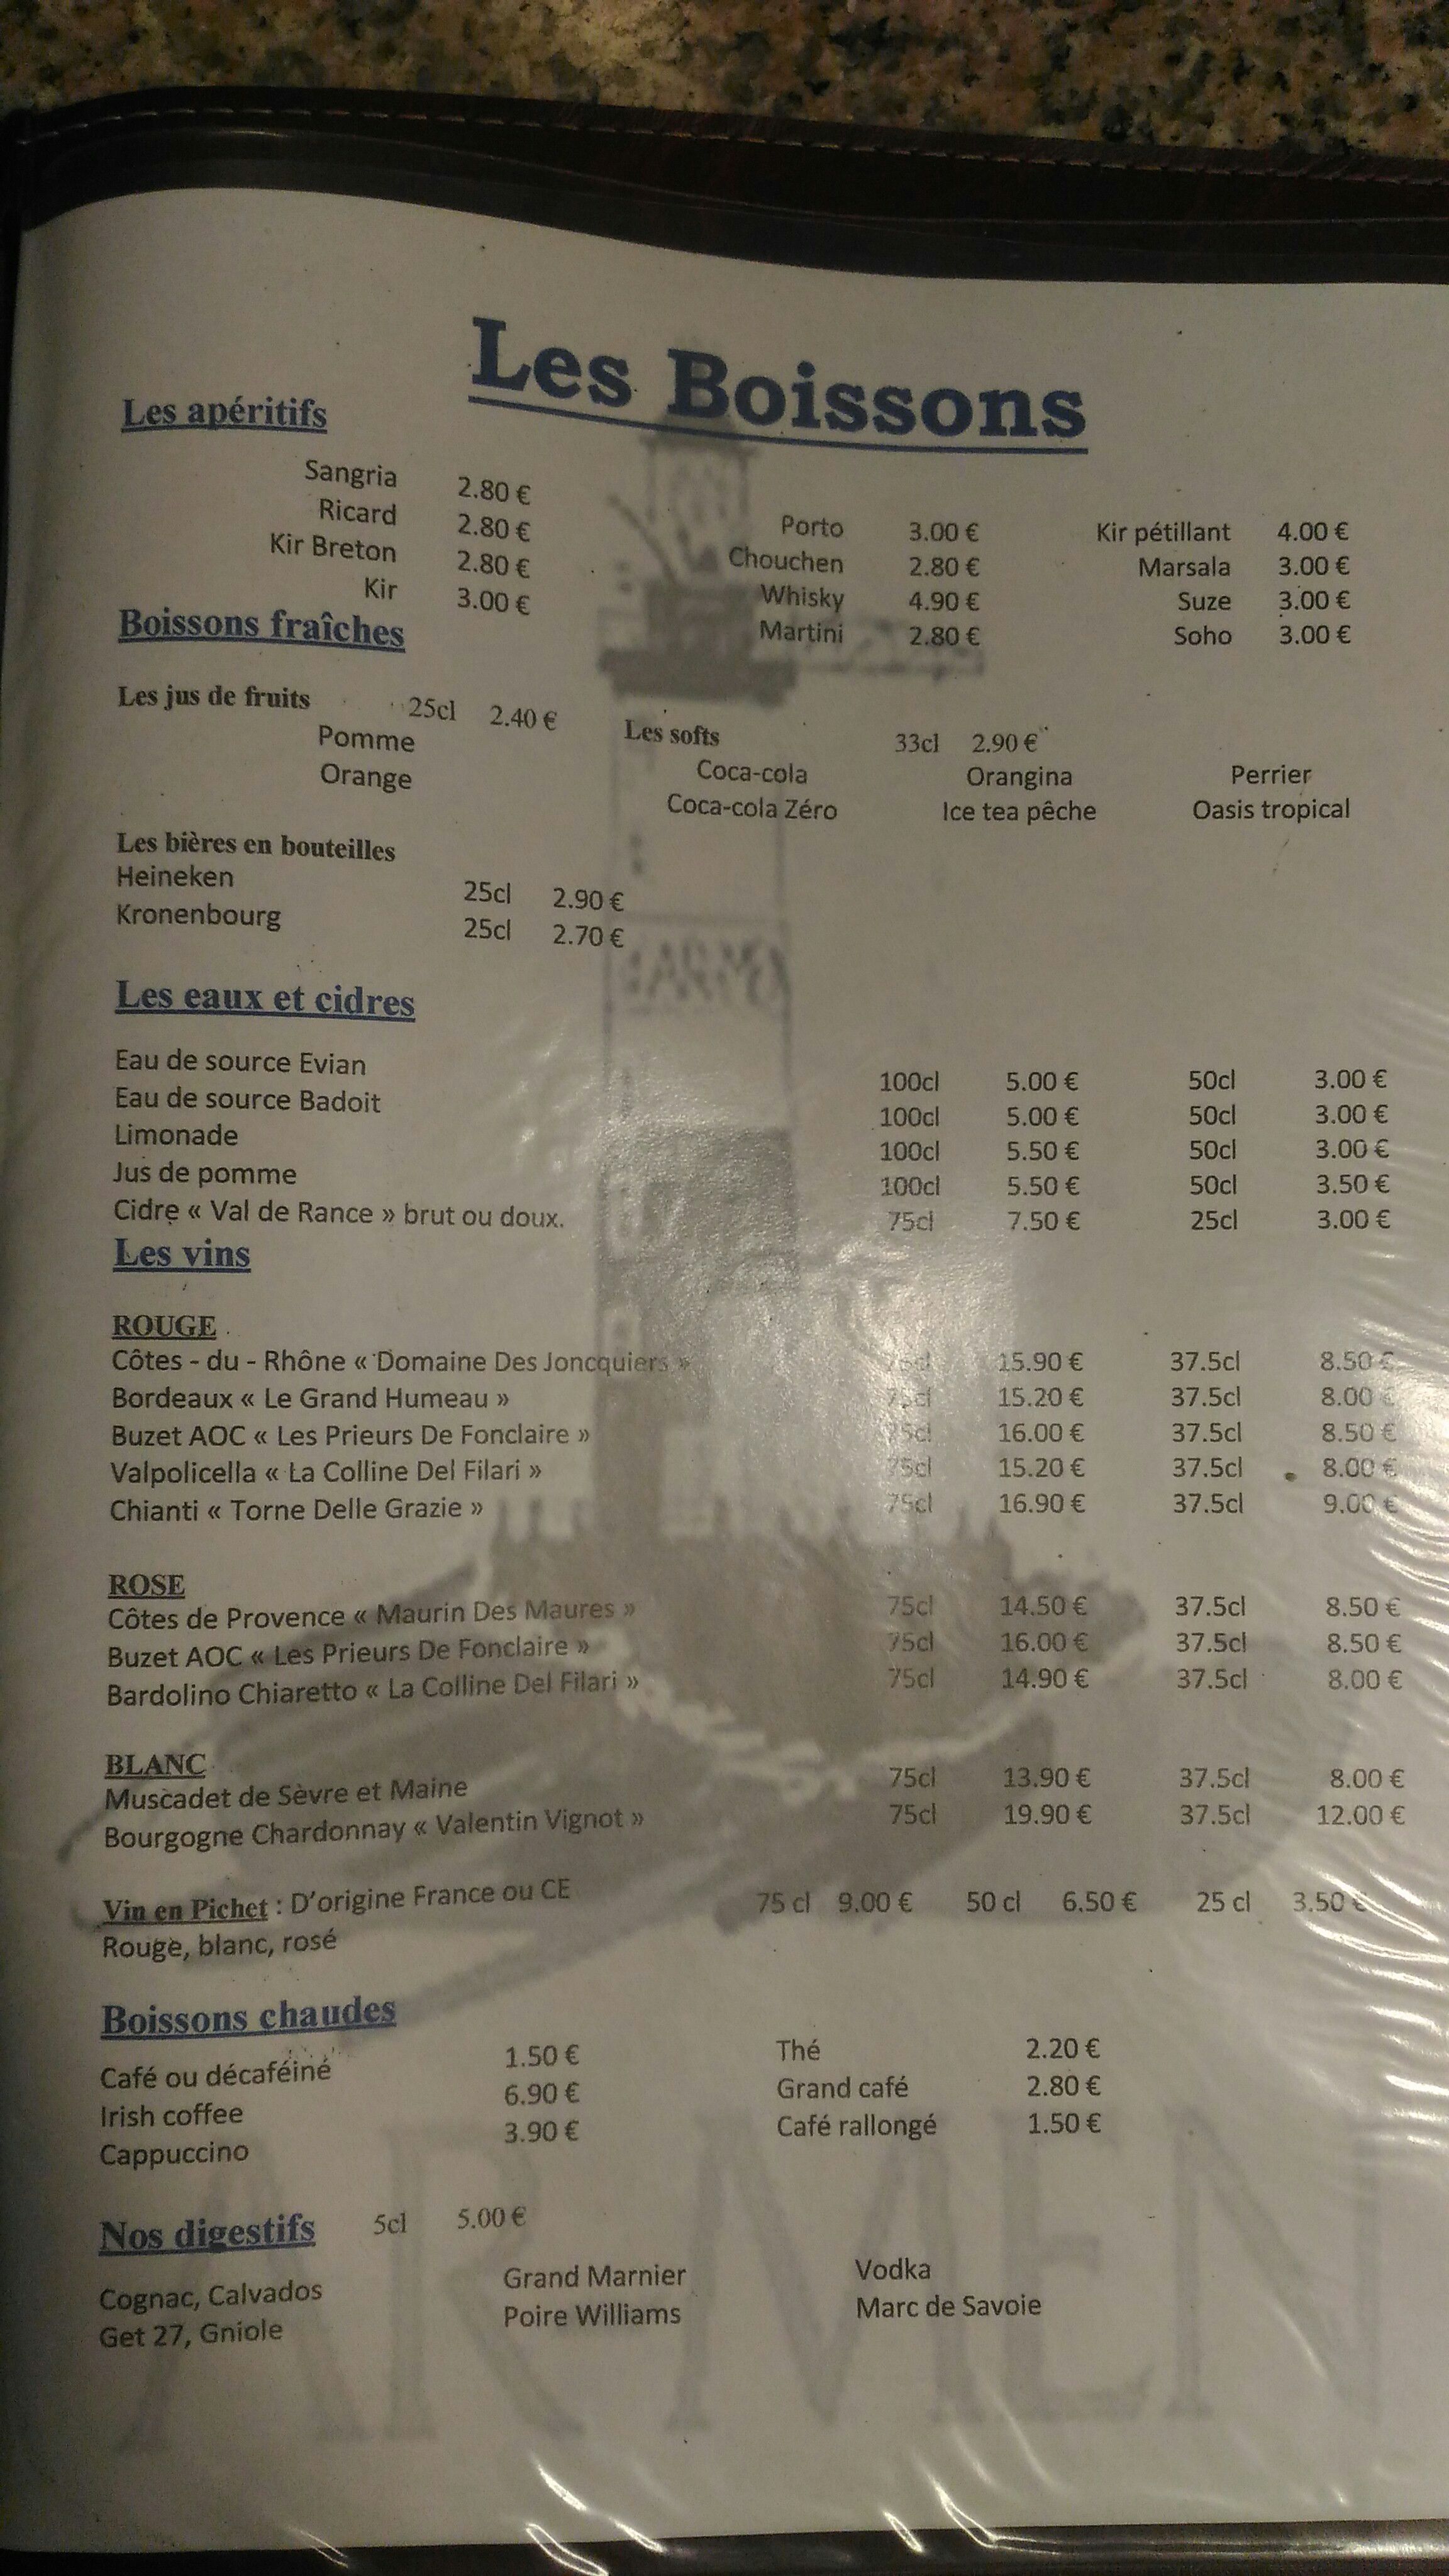 Les Boissons
Les apéritifs
Sangria 2.80 €
Ricard 2.80 €
Kir Breton 2.80 €
Kir 3.00 €
Porto 3.00 € Kir pétillant 4.00 €
Chouchen 2.80 € Marsala 3.00 €
Whisky 4.90 € Suze 3.00 €
Martini 2.80 € Soho 3.00 €
Boissons fraîches
Les jus de fruits 25cl 2.40 €
Pomme
Orange
Les softs 33cl 2.90 €
Coca-cola Orangina Perrier
Coca-cola Zéro Ice tea pêche Oasis tropical
Les bières en bouteilles
Heineken 25cl 2.90 €
Kronenbourg 25cl 2.70 €
Les eaux et cidres
Eau de source Evian 100cl 5.00 € 50cl 3.00 €
Eau de source Badoit 100cl 5.00 € 50cl 3.00 €
Limonade 100cl 5.50 € 50cl 3.00 €
Jus de pomme 100cl 5.50 € 50cl 3.50 €
Cidre « Val de Rance » brut ou doux. 75cl 7.50 € 25cl 3.00 €
Les vins
ROUGE
Côtes - du - Rhône « Domaine Des Joncquiers » 75cl 15.90 € 37.5cl 8.50 €
Bordeaux « Le Grand Humeau » 75cl 15.20 € 37.5cl 8.00 €
Buzet AOC « Les Prieurs De Fonclaire » 75cl 16.00 € 37.5cl 8.50 €
Valpolicella « La Colline Del Filari » 75cl 15.20 € 37.5cl 8.00 €
Chianti « Torne Delle Grazie » 75cl 16.90 € 37.5cl 9.00 €
ROSE
Côtes de Provence « Maurin Des Maures » 75cl 14.50 € 37.5cl 8.50 €
Buzet AOC « Les Prieurs De Fonclaire » 75cl 16.00 € 37.5cl 8.50 €
Bardolino Chiaretto « La Colline Del Filari » 75cl 14.90 € 37.5cl 8.00 €
BLANC
Muscadet de Sèvre et Maine 75cl 13.90 € 37.5cl 8.00 €
Bourgogne Chardonnay « Valentin Vignot » 75cl 19.90 € 37.5cl 12.00 €
Vin en Pichet : D'origine France ou CE 75 cl 9.00 € 50 cl 6.50 € 25 cl 3.50 €
Rouge, blanc, rosé
Boissons chaudes
Café ou décaféiné 1.50 € Thé 2.20 €
Irish coffee 6.90 € Grand café 2.80 €
Cappuccino 3.90 € Café rallongé 1.50 €
Nos digestifs 5cl 5.00 €
Cognac, Calvados Grand Marnier Vodka
Get 27, Gniole Poire Williams Marc de Savoie
AR MEN